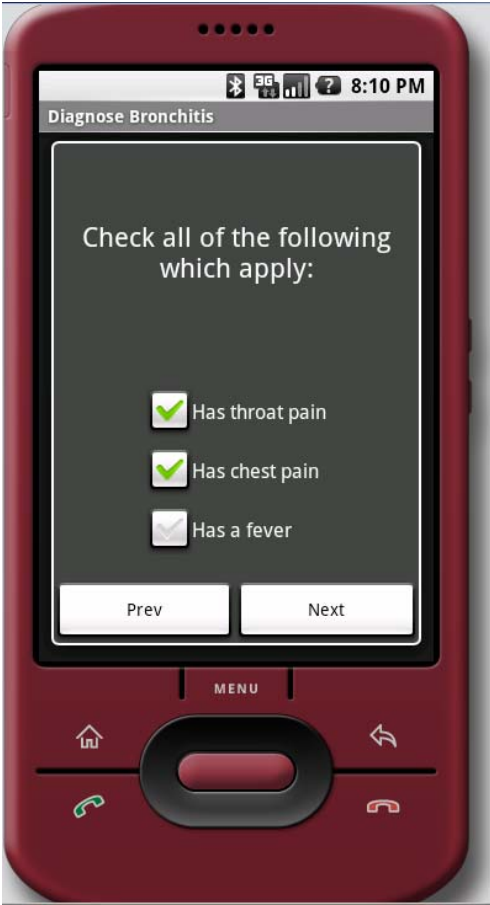 3G
? 8:10 PM
Diagnose Bronchitis
Check all of the following
which apply:
Has throat pain
Has chest pain
Has a fever
Prev
Next
MENU